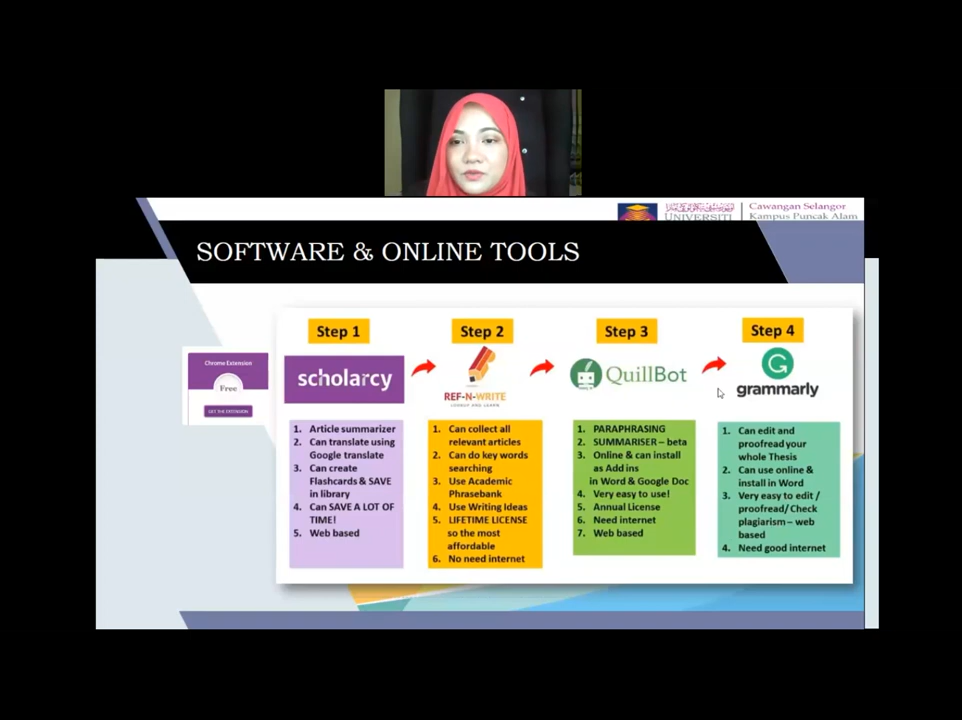 UNIVERSITI
Cawangan Selangor
Kampus Puncak Alam
SOFTWARE & ONLINE TOOLS
Chrome Extension
Free
GET THE EXTENSION
Step 1
scholarcy
1. Article summarizer
2. Can translate using
Google translate
3. Can create
Flashcards & SAVE
in library
4. Can SAVE A LOT OF
TIME!
5. Web based
Step 2
REF-N-WRITE
1. Can collect all
relevant articles
2. Can do key words
searching
3. Use Academic
Phrasebank
4. Use Writing Ideas
5. LIFETIME LICENSE
so the most
affordable
6. No need internet
Step 3
QuillBot
1. PARAPHRASING
2. SUMMARISER – beta
3. Online & can install
as Add ins
in Word & Google Doc
4. Very easy to use!
5. Annual License
6. Need internet
7. Web based
Step 4
grammarly
1. Can edit and
proofread your
whole Thesis
2. Can use online &
install in Word
3. Very easy to edit /
proofread/ Check
plagiarism – web
based
4. Need good internet